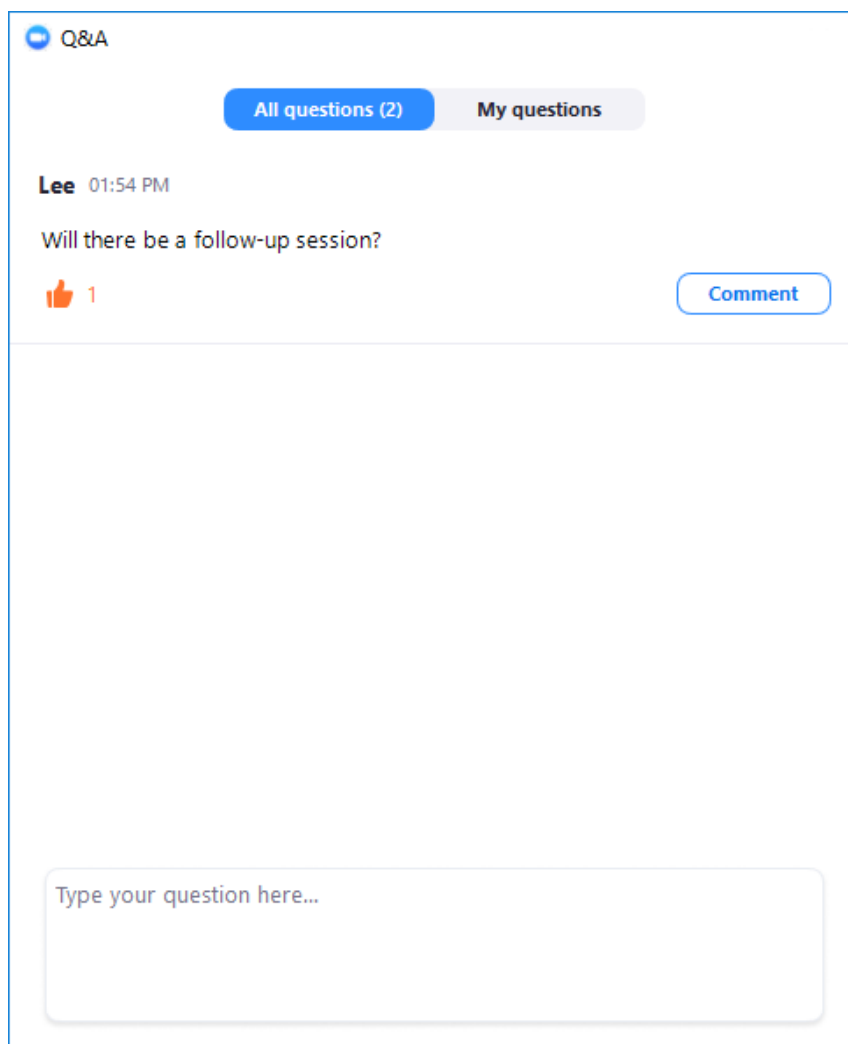 Q&A
All questions (2) My questions
Lee 01:54 PM
Will there be a follow-up session?
1 Comment
Type your question here...